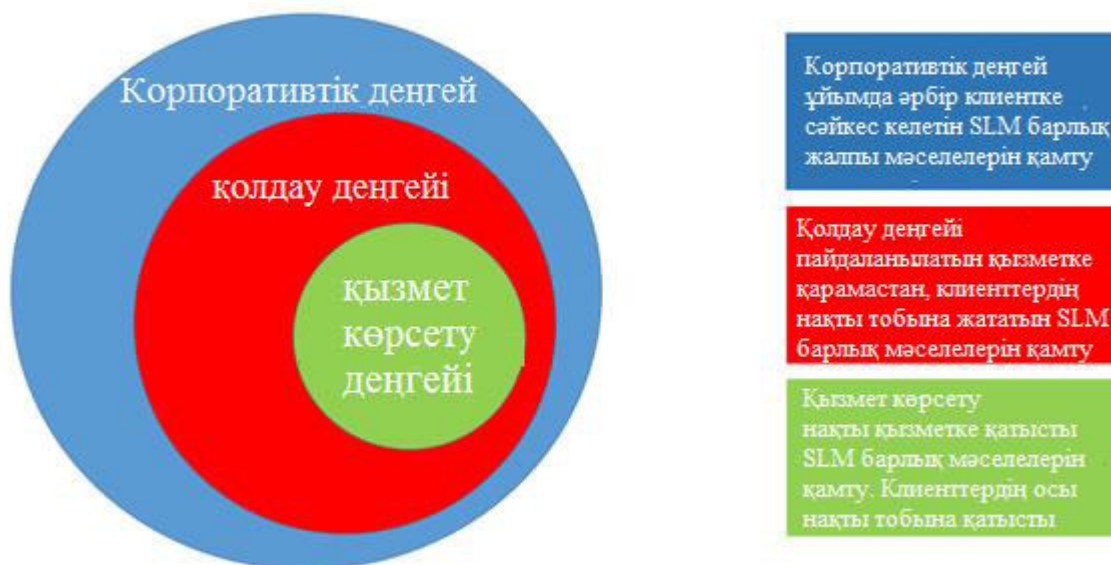 Корпоративтік деңгей
қолдау деңгейі
қызмет
көрсету
деңгейі
Корпоративтік деңгей
ұйымда әрбір клиентке
сәйкес келетін SLM барлық
жалпы мәселелерін қамту
Қолдау деңгейі
пайдаланылатын қызметке
қарамастан, клиенттердің
нақты тобына жататын SLM
барлық мәселелерін қамту
Қызмет көрсету
нақты қызметке қатысты
SLM барлық мәселелерін
қамту. Клиенттердің осы
нақты тобына қатысты